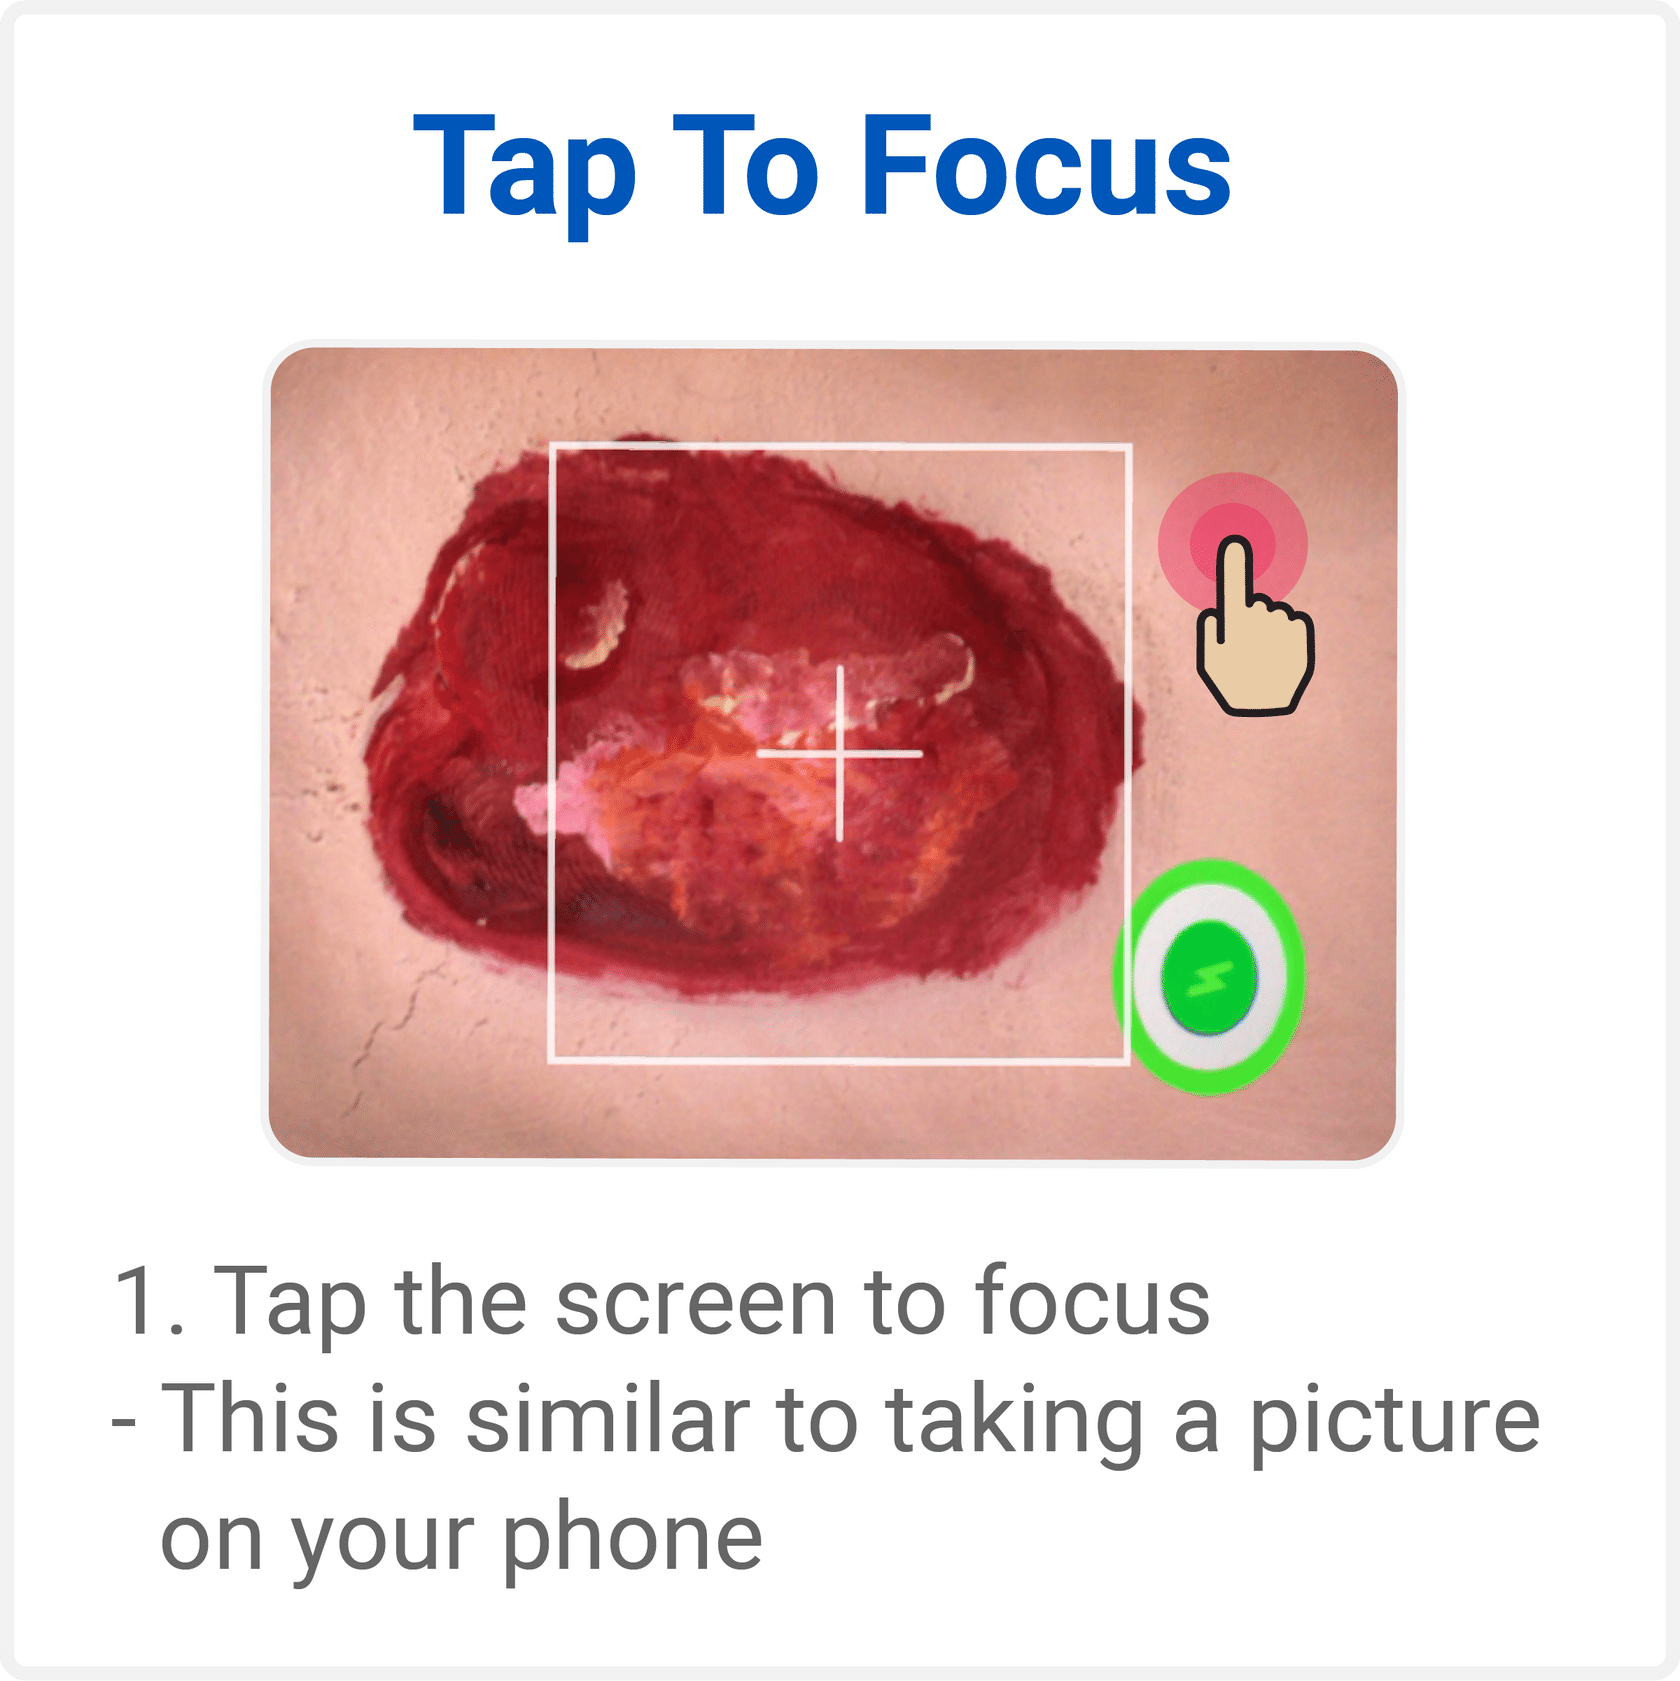 Tap To Focus
1. Tap the screen to focus
- This is similar to taking a picture
on your phone